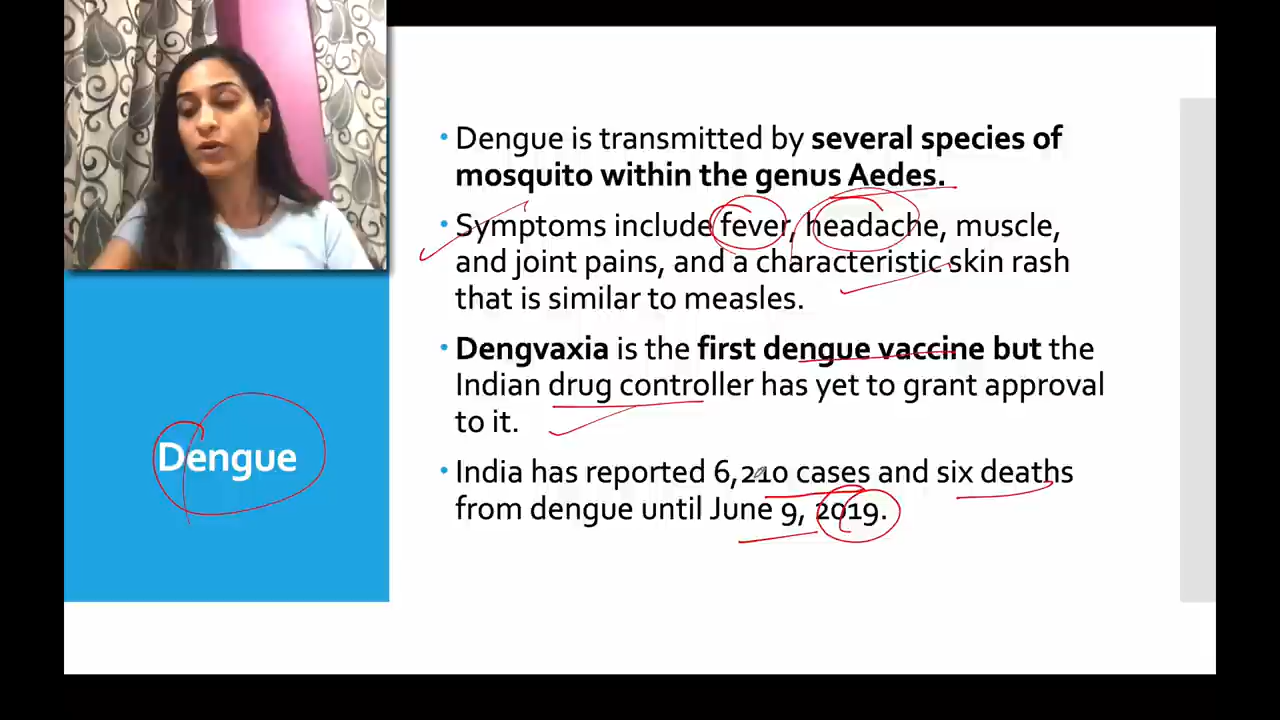 Dengue is transmitted by several species of
mosquito within the genus Aedes.
Symptoms include fever, headache, muscle,
and joint pains, and a characteristic skin rash
that is similar to measles.
Dengvaxia is the first dengue vaccine but the
Indian drug controller has yet to grant approval
to it.
India has reported 6,210 cases and six deaths
from dengue until June 9, 2019.
Dengue